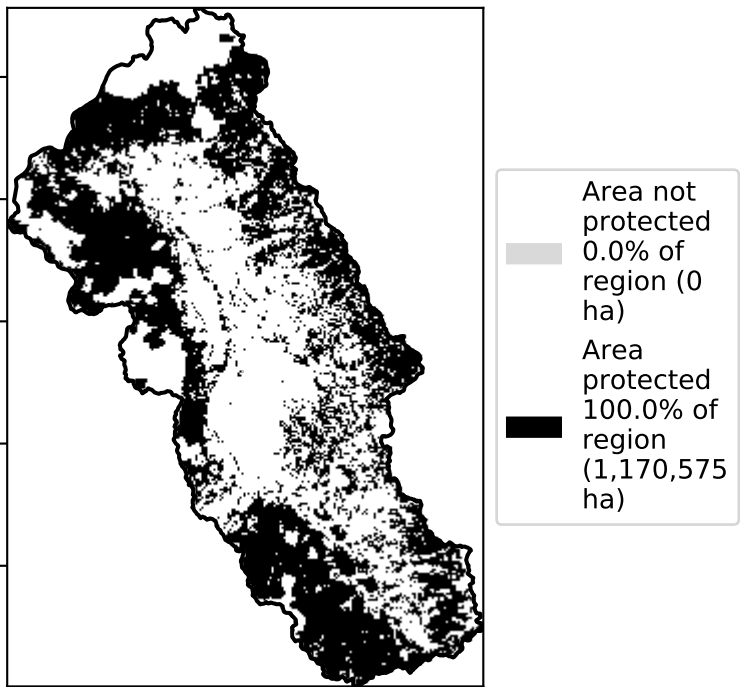 Area not
protected
0.0% of
region (0
ha)
Area
protected
100.0% of
region
(1,170,575
ha)